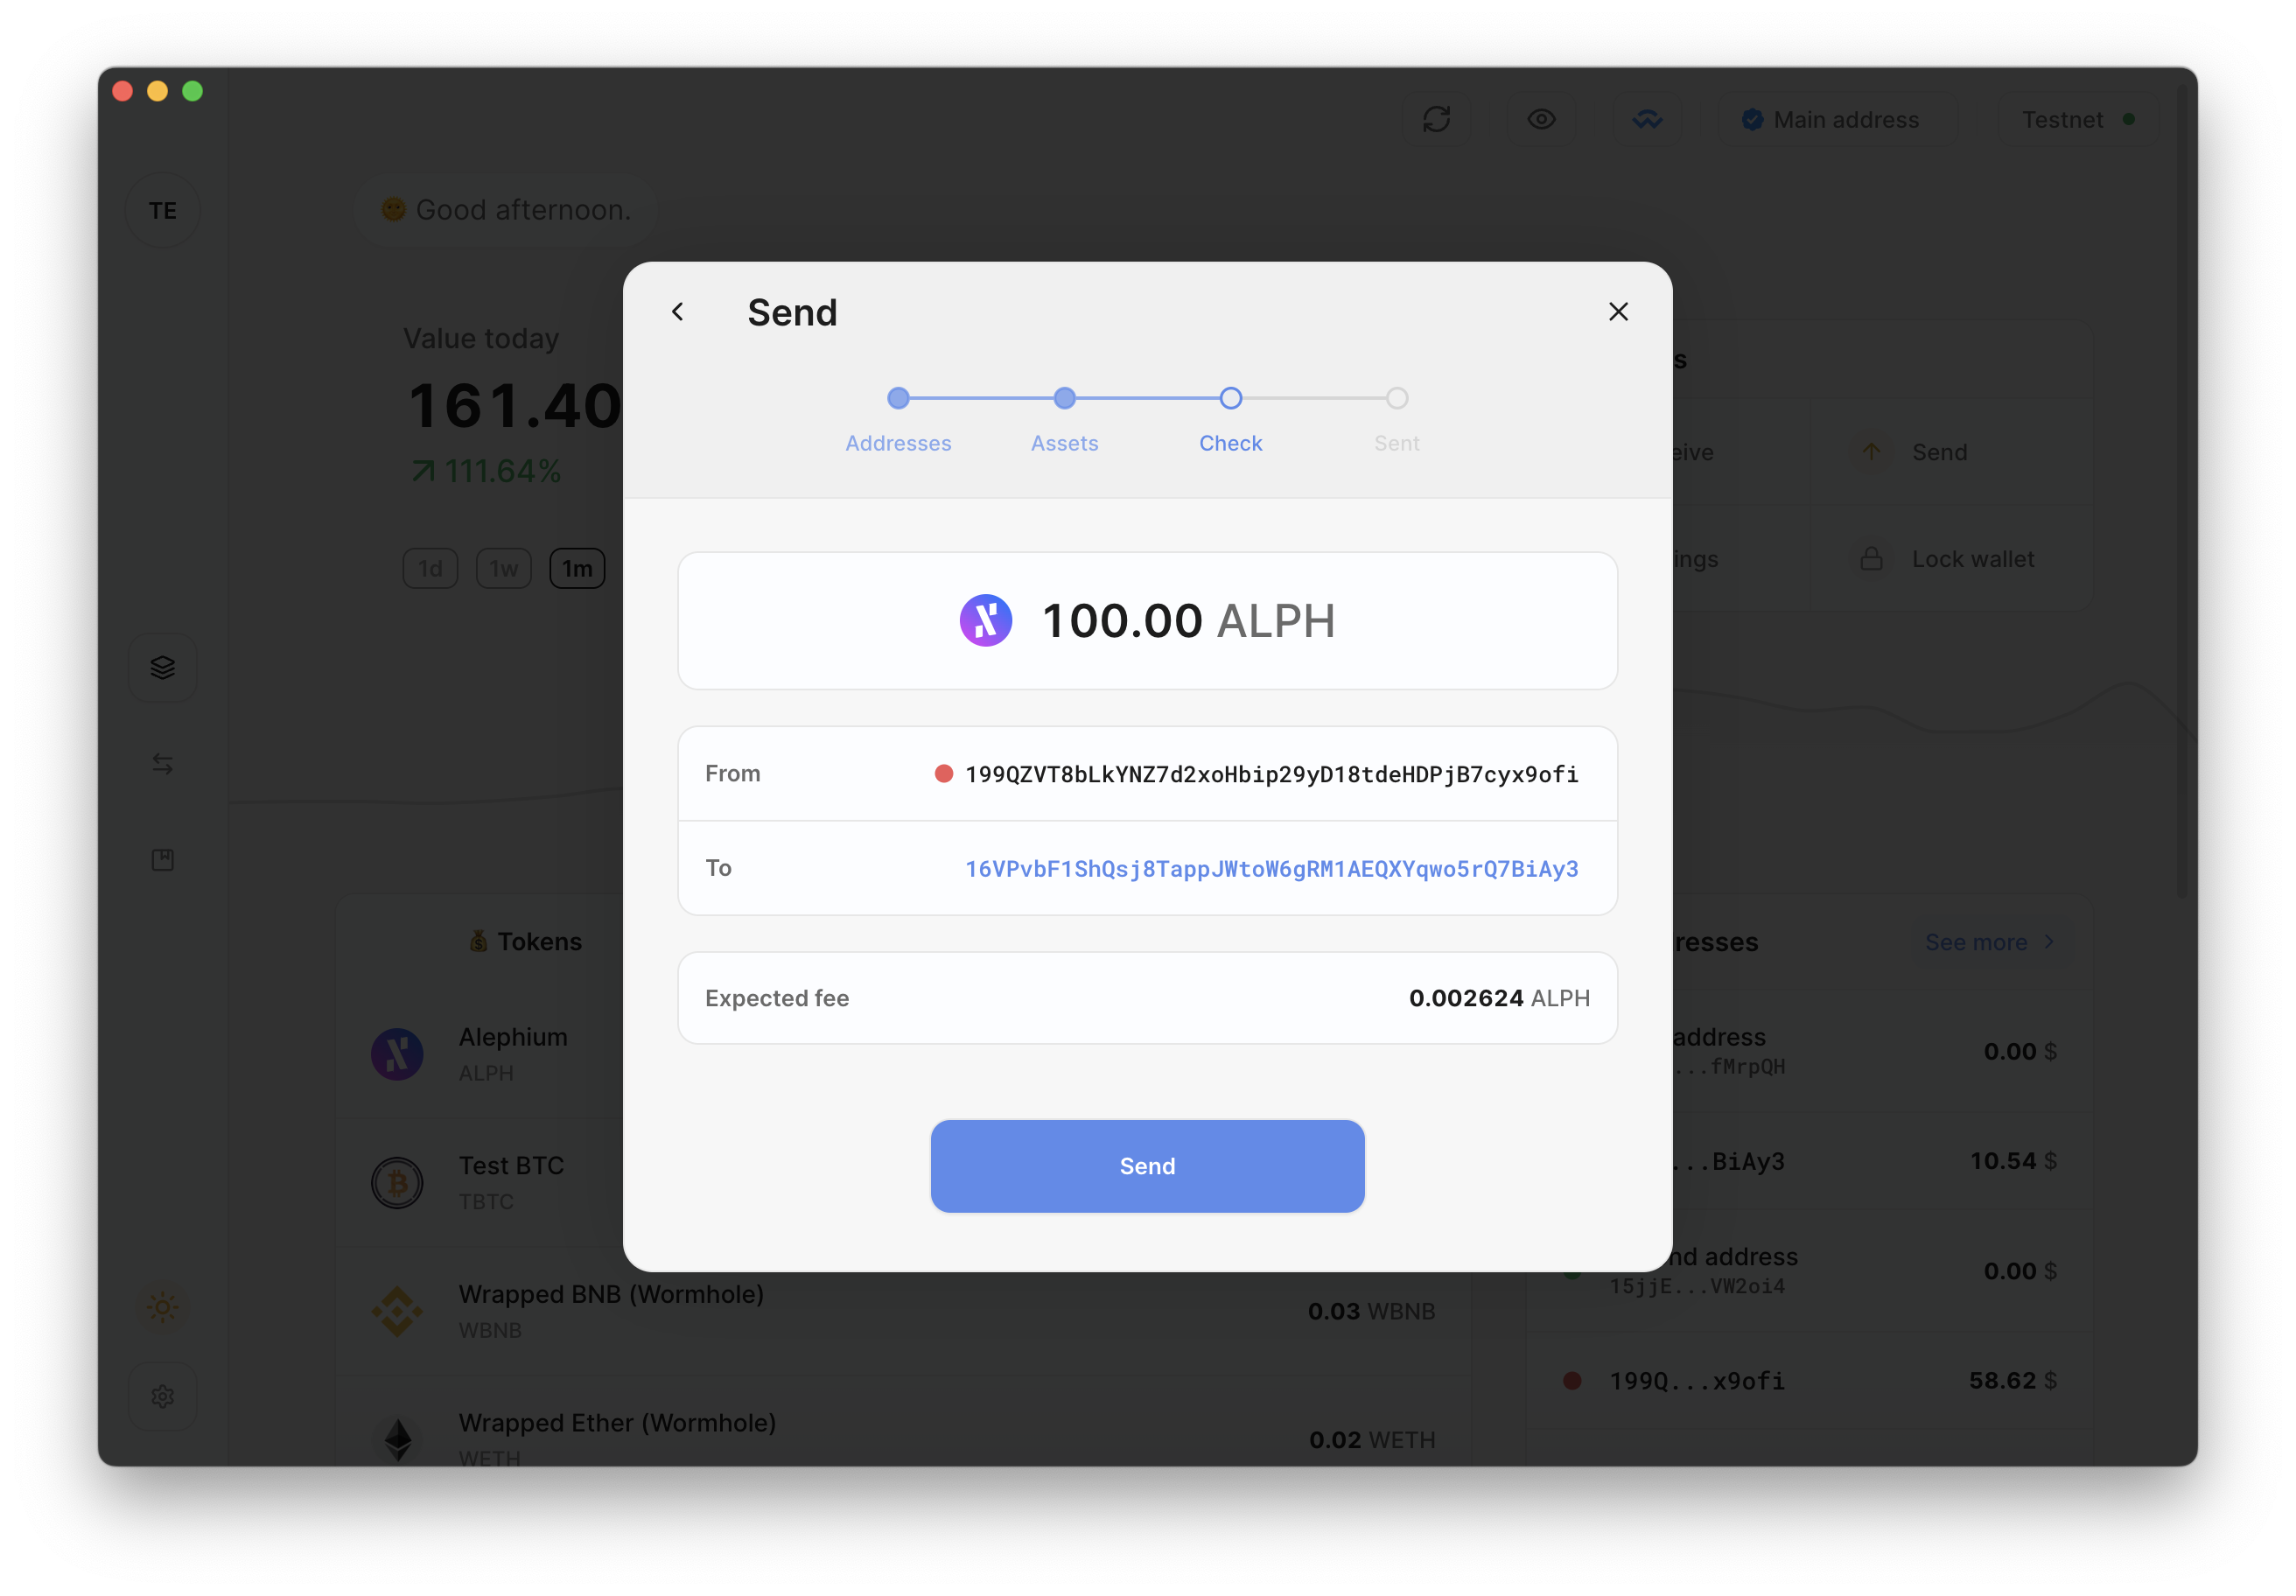 Main address
Testnet
TE
Good afternoon.
Value today
161.40
111.64%
1d
1w
1m
Send
Lock wallet
Send
Addresses
Assets
Check
Sent
100.00 ALPH
From
199QZVT8bLkYNZ7d2xoHbip29yD18tdeHDPjB7cyx9ofi
To
16VPvbF1ShQsj8TappJWtoW6gRM1AEQXYqwo5rQ7BiAy3
Expected fee
0.002624 ALPH
Send
Tokens
Alephium
ALPH
Test BTC
TBTC
Wrapped BNB (Wormhole)
WBNB
0.03 WBNB
Wrapped Ether (Wormhole)
WETH
0.02 WETH
resses
See more
address
...fMrpQH
0.00 $
...BiAy3
10.54 $
nd address
15jjE...VW2oi4
0.00 $
199Q...x9ofi
58.62 $